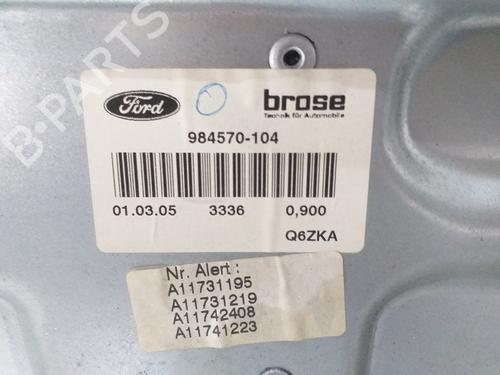 B-PARTS
Ford
brose
Technik für Automobile
984570-104
01.03.05 3336 0,900
Q6ZKA
Nr. Alert :
A11731195
A11731219
A11742408
A11741223